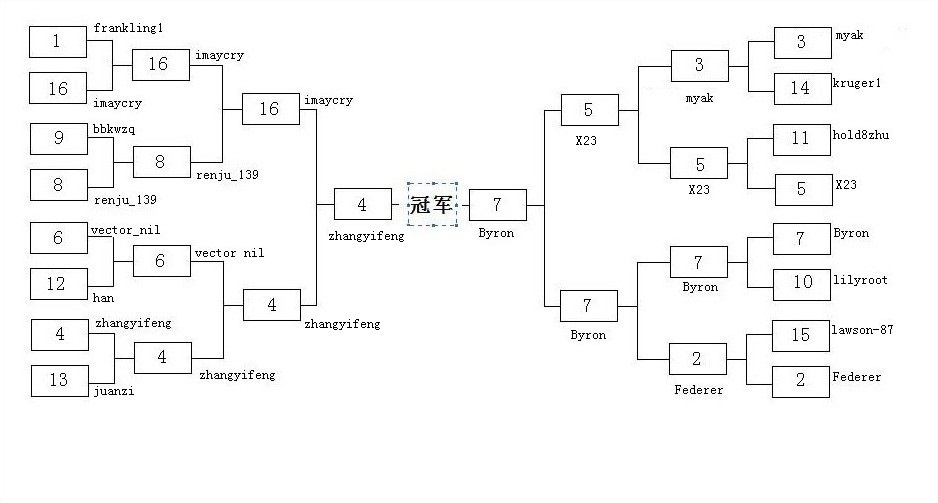 frankling1
1
16
imaycry
16
imaycry
bbkwzq
9
8
renju_139
8
renju_139
16
imaycry
vector_nil
6
12
han
6
vector nil
zhangyifeng
4
13
juanzi
4
zhangyifeng
4
zhangyifeng
4
zhangyifeng
冠军
7
Byron
5
X23
3
myak
3
myak
14
kruger1
5
X23
11
hold8zhu
5
X23
7
Byron
7
Byron
7
Byron
10
lilyroot
2
Federer
15
lawson-87
2
Federer